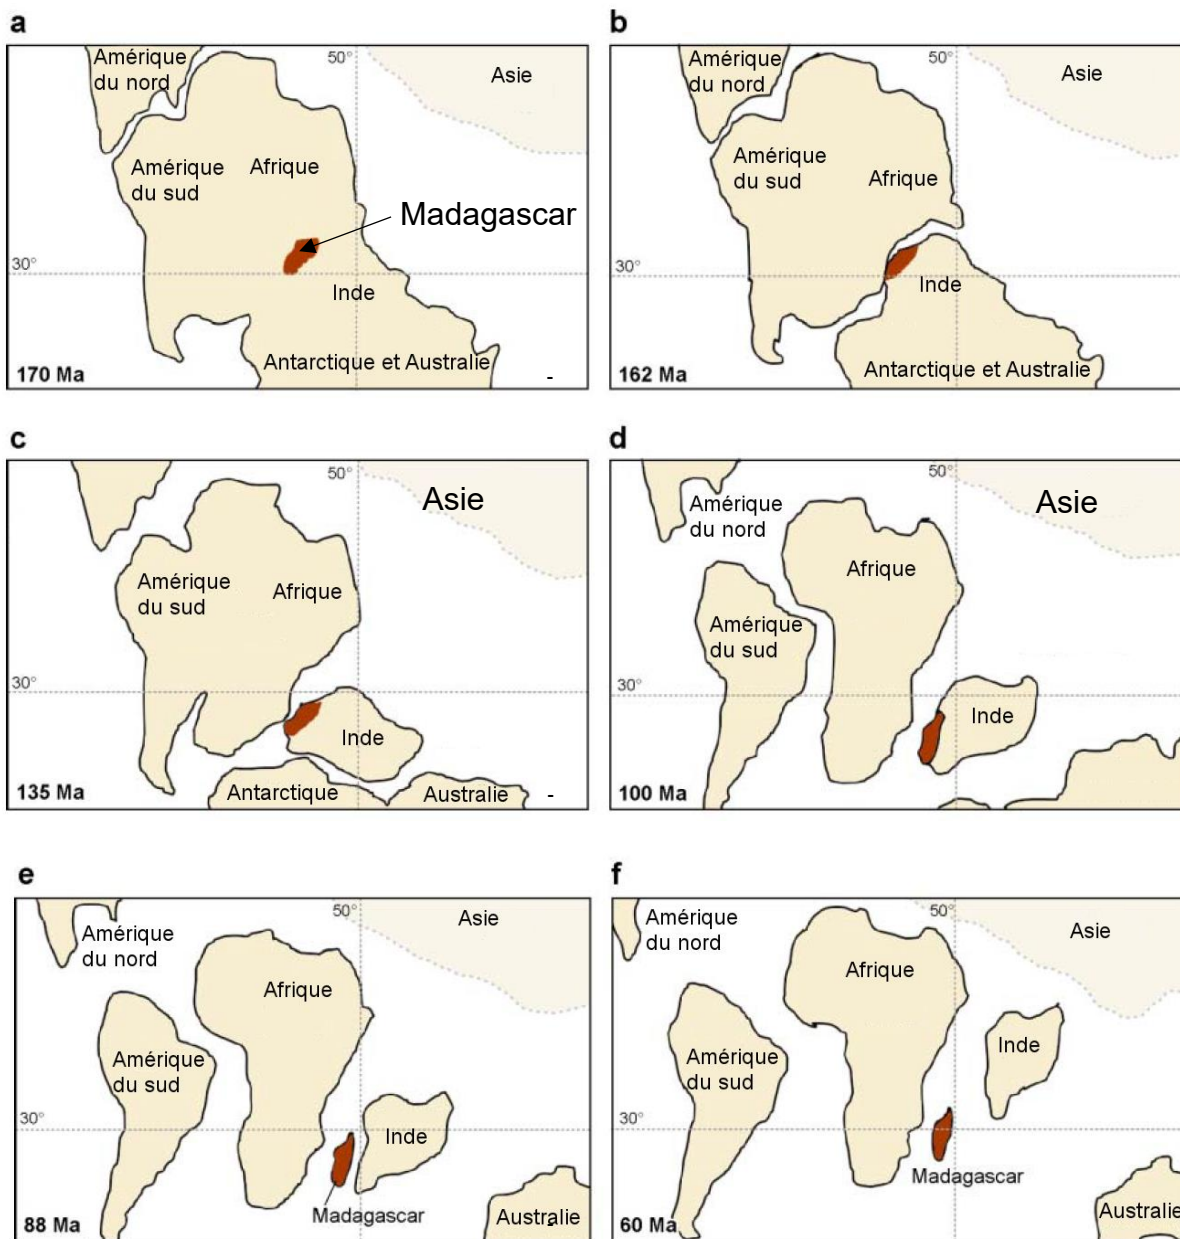 a
Amérique
du nord
50°
Asie
Amérique
du sud
Afrique
Madagascar
30°
Inde
Antarctique et Australie
170 Ma
-
b
Amérique
du nord
50°
Asie
Amérique
du sud
Afrique
30°
Inde
Antarctique et Australie
162 Ma
c
50°
Asie
Amérique
du sud
Afrique
30°
Inde
Antarctique
Australie
135 Ma
-
d
50°
Amérique
du nord
Asie
Afrique
Amérique
du sud
30°
Inde
100 Ma
e
50°
Asie
Amérique
du nord
Afrique
Amérique
du sud
30°
Inde
Madagascar
Australie
88 Ma
-
f
50°
Amérique
du nord
Asie
Afrique
Inde
Amérique
du sud
30°
Madagascar
Australie
60 Ma